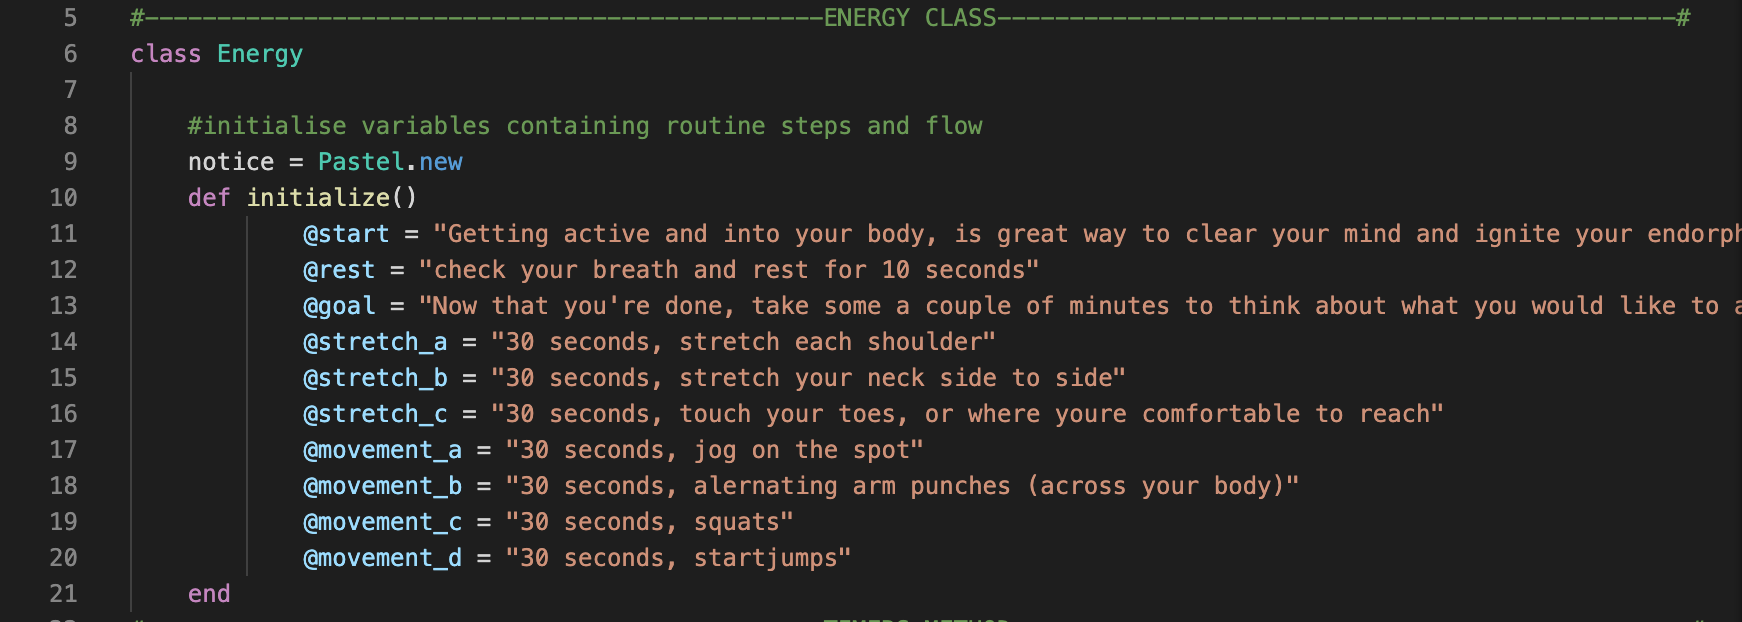 5 #———————————————————————————————————————————————ENERGY CLASS———————————————————————————————————————————————#
6 class Energy
7
8 #initialise variables containing routine steps and flow
9 notice = Pastel.new
10 def initialize()
11 @start = "Getting active and into your body, is great way to clear your mind and ignite your endorph
12 @rest = "check your breath and rest for 10 seconds"
13 @goal = "Now that you're done, take some a couple of minutes to think about what you would like to a
14 @stretch_a = "30 seconds, stretch each shoulder"
15 @stretch_b = "30 seconds, stretch your neck side to side"
16 @stretch_c = "30 seconds, touch your toes, or where youre comfortable to reach"
17 @movement_a = "30 seconds, jog on the spot"
18 @movement_b = "30 seconds, alernating arm punches (across your body)"
19 @movement_c = "30 seconds, squats"
20 @movement_d = "30 seconds, startjumps"
21 end